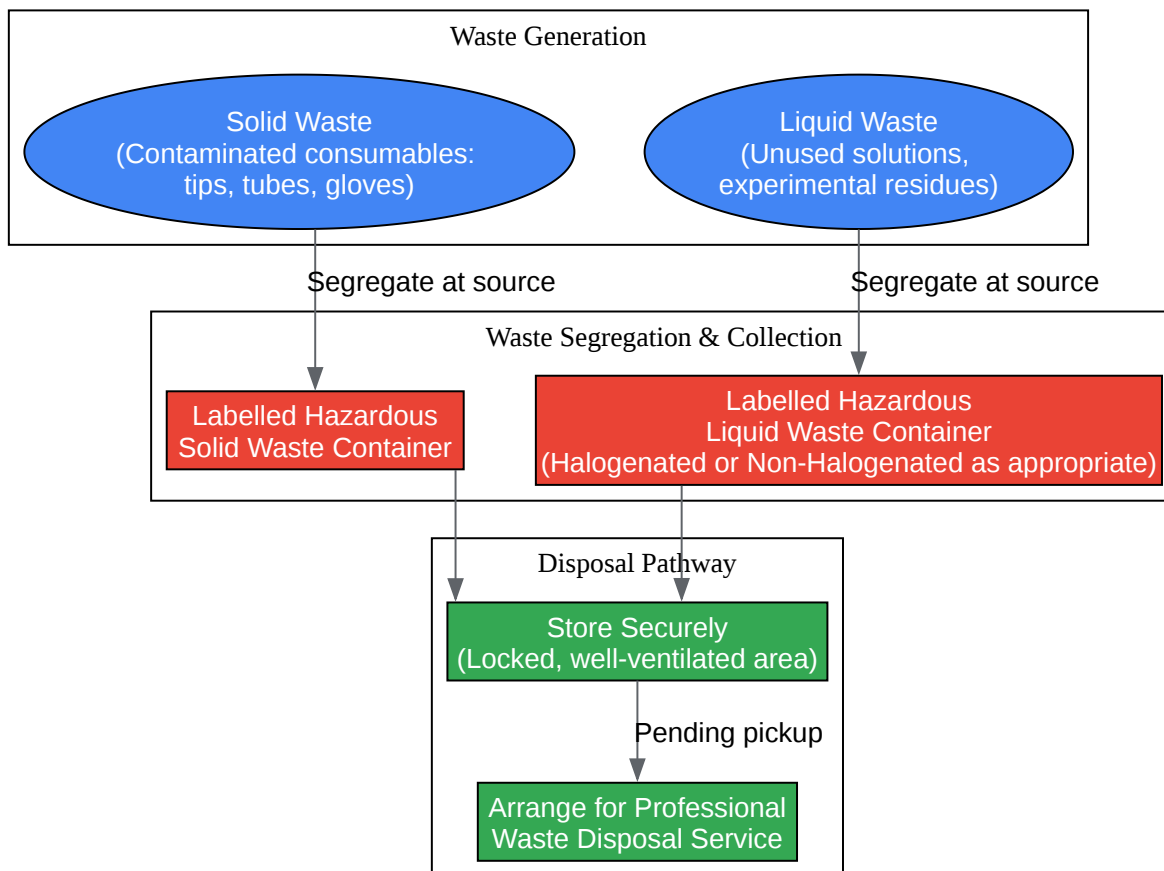 Waste Generation
Solid Waste
(Contaminated consumables:
tips, tubes, gloves)
Liquid Waste
(Unused solutions,
experimental residues)
Segregate at source
Segregate at source
Waste Segregation & Collection
Labelled Hazardous
Solid Waste Container
Labelled Hazardous
Liquid Waste Container
(Halogenated or Non-Halogenated as appropriate)
Disposal Pathway
Store Securely
(Locked, well-ventilated area)
Pending pickup
Arrange for Professional
Waste Disposal Service